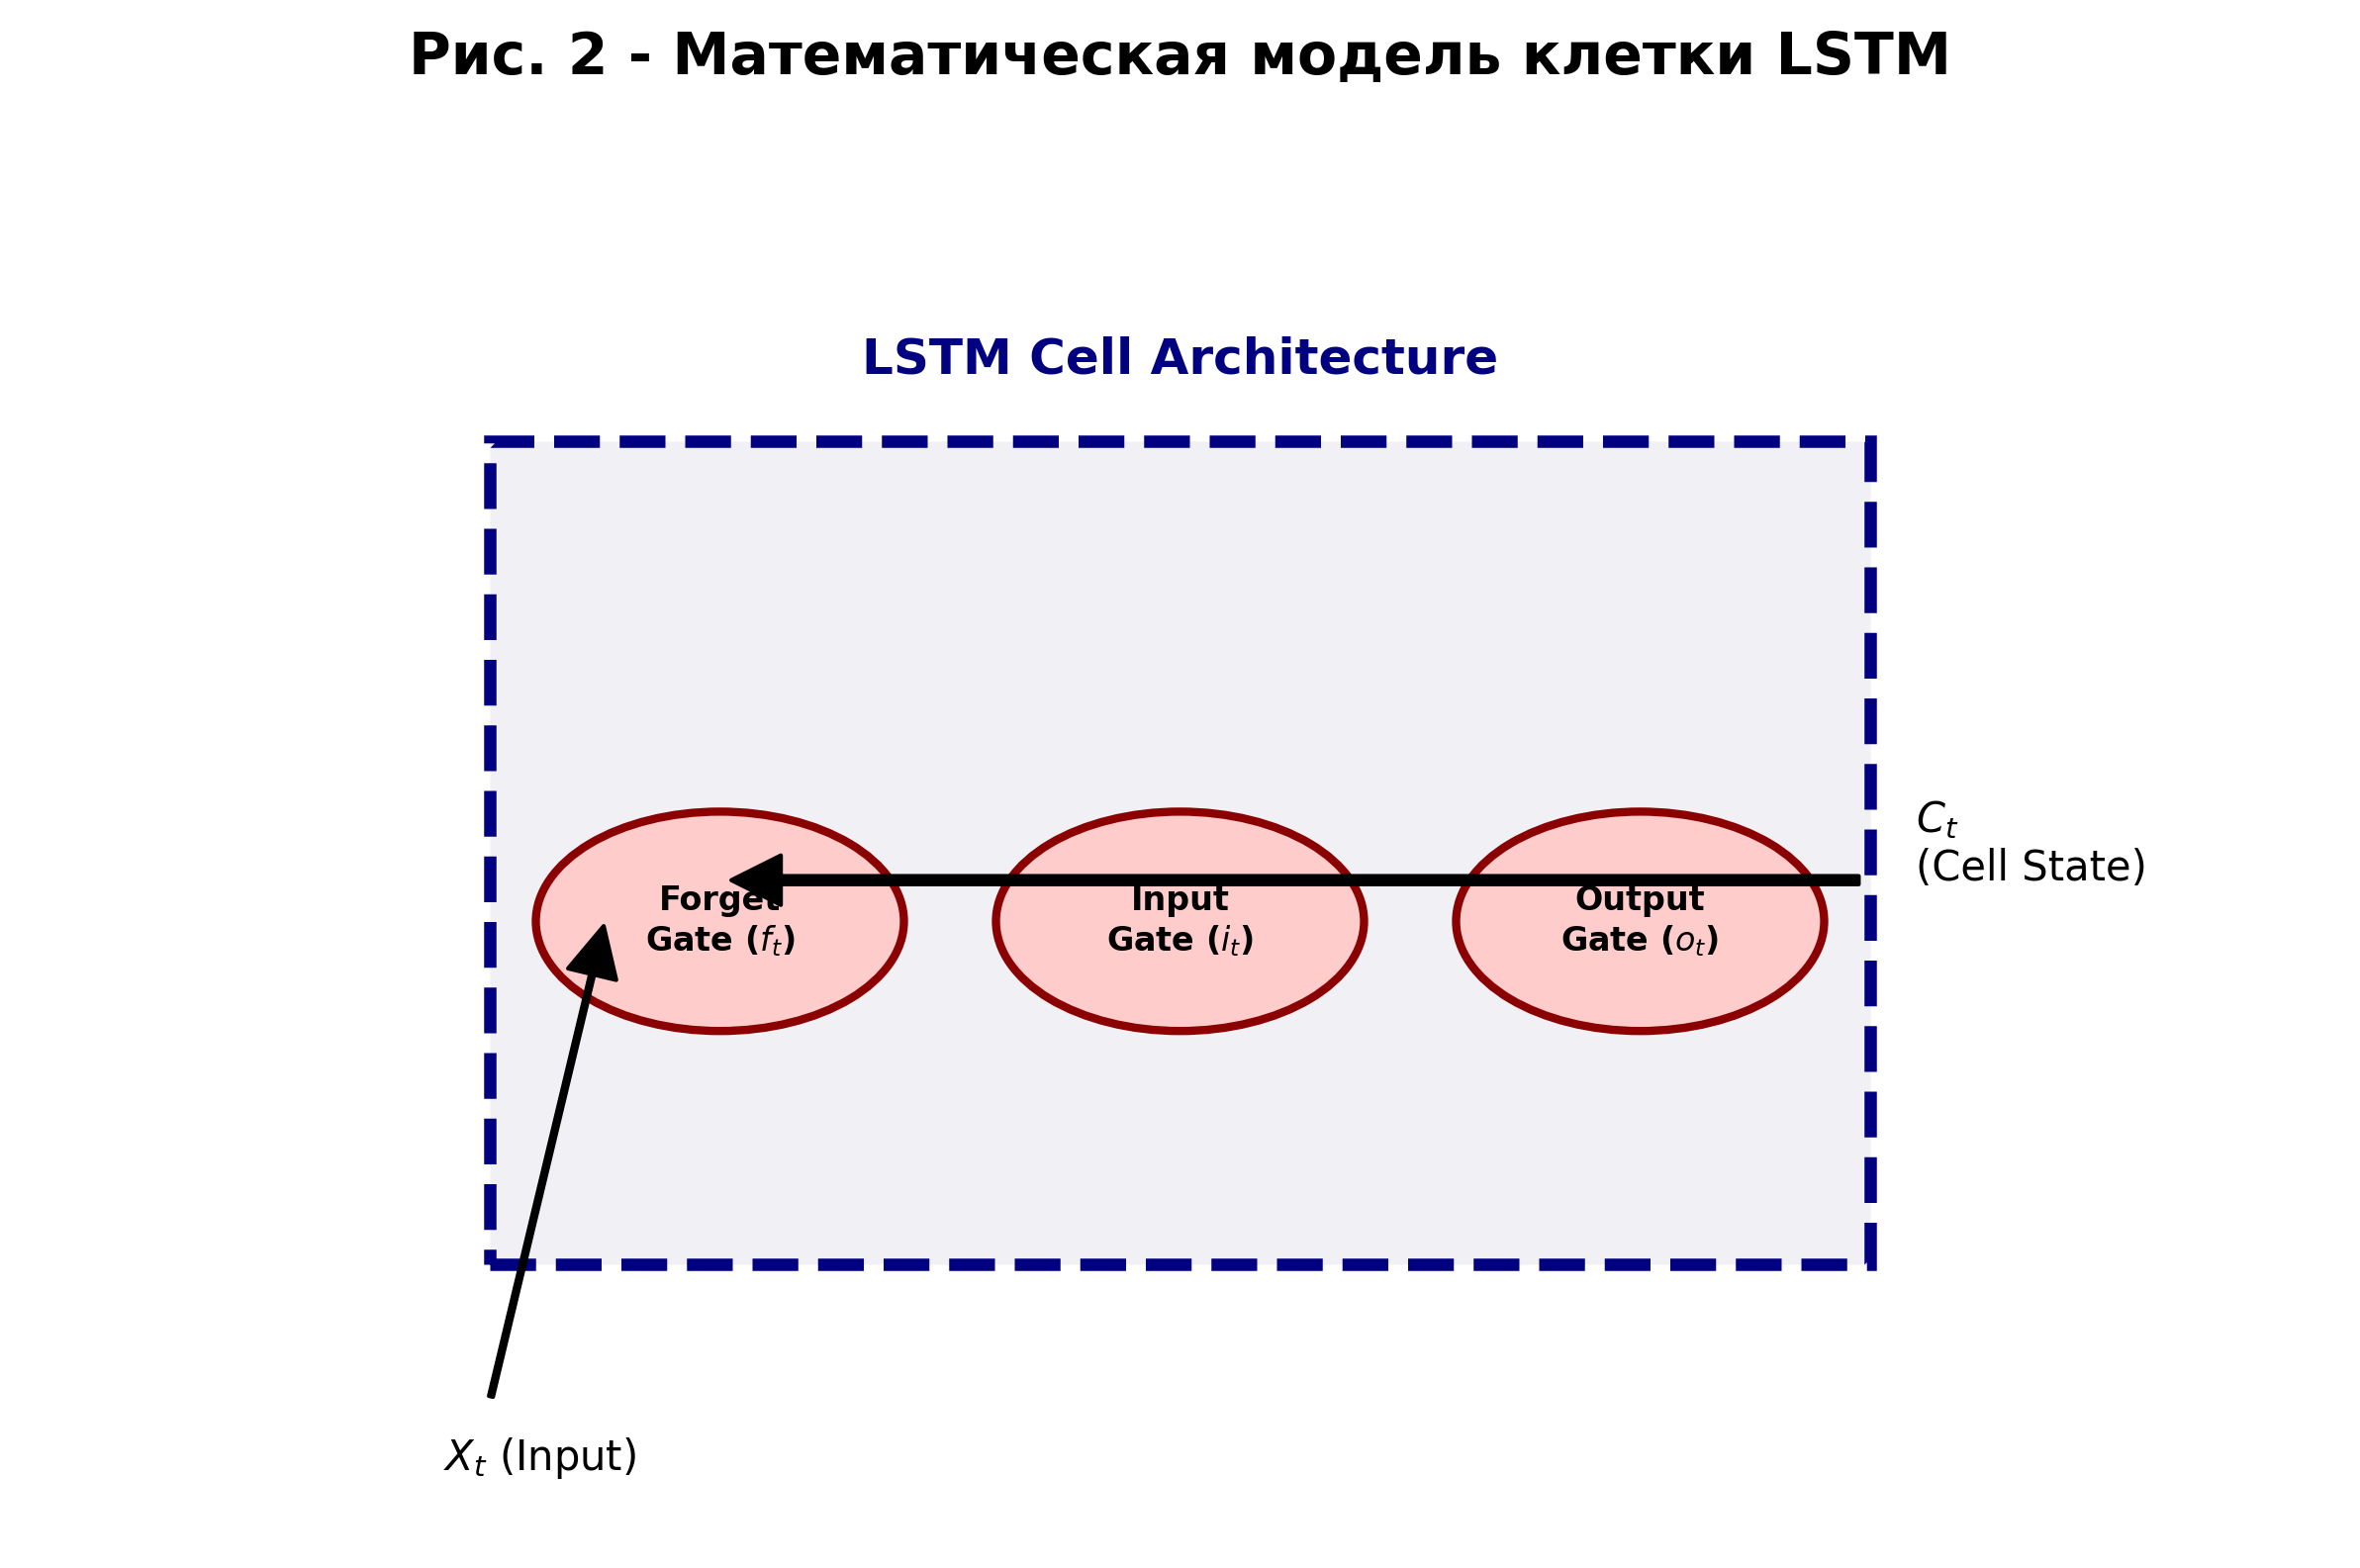 Рис. 2 - Математическая модель клетки LSTM
LSTM Cell Architecture
C_t
(Cell State)
Forget
Gate (f_t)
Input
Gate (i_t)
Output
Gate (o_t)
X_t (Input)